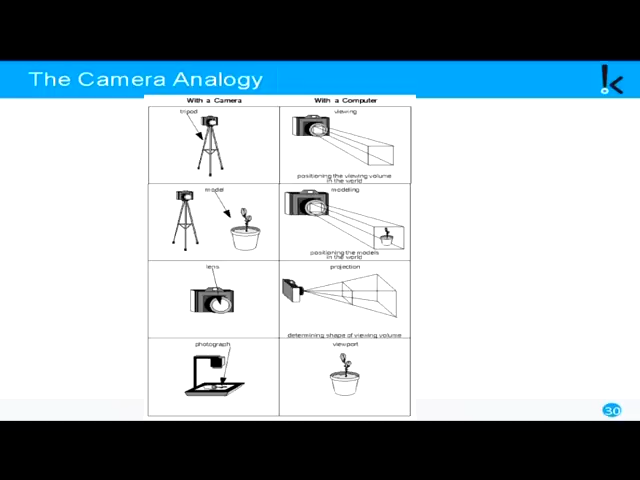 The Camera Analogy
With a Camera
With a Computer
tripod
viewing
positioning the viewing volume
in the world
model
modeling
positioning the models
in the world
lens
projection
determining shape of viewing volume
photograph
viewport
30